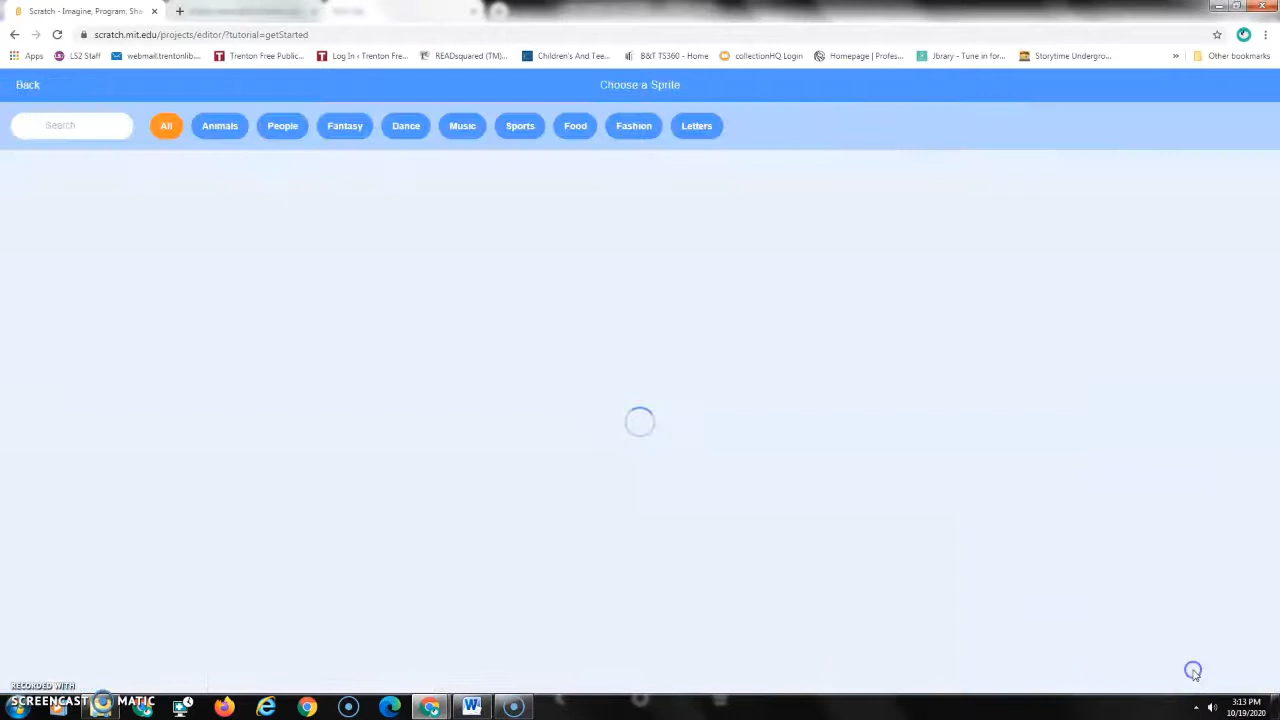 Scratch - Imagine, Program, Sha
scratch.mit.edu/projects/editor/?tutorial=getStarted
Apps LS2 Staff webmail.trentonlib... Trenton Free Public... Log In ‹ Trenton Fre... READsquared (TM)... Children's And Tee... B&T TS360 - Home collectionHQ Login Homepage | Profes... Jbrary - Tune in for... Storytime Undergro... » Other bookmarks
Back Choose a Sprite
Search All Animals People Fantasy Dance Music Sports Food Fashion Letters
RECORDED WITH
SCREENCAST MATIC
3:13 PM
10/19/2020